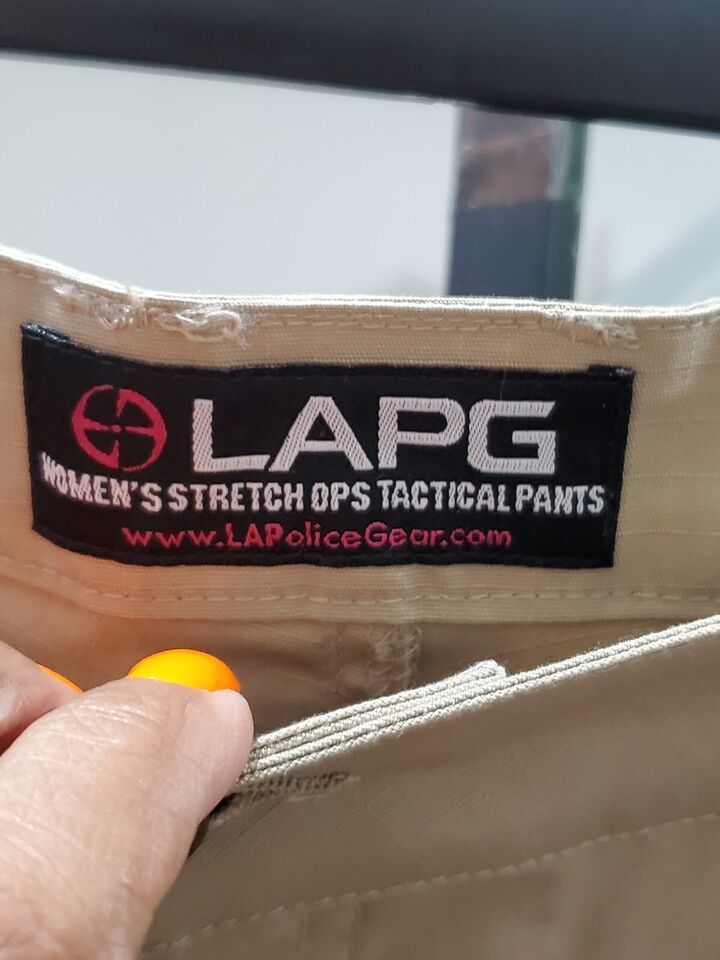 LAPG
WOMEN'S STRETCH OPS TACTICAL PANTS
www.LAPoliceGear.com